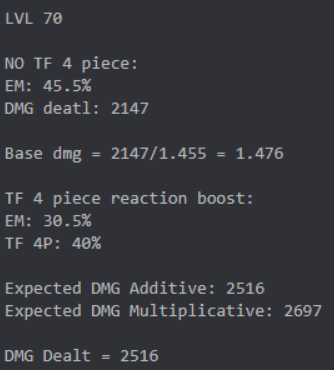 LVL 70
NO TF 4 piece:
EM: 45.5%
DMG deatl: 2147
Base dmg = 2147/1.455 = 1.476
TF 4 piece reaction boost:
EM: 30.5%
TF 4P: 40%
Expected DMG Additive: 2516
Expected DMG Multiplicative: 2697
DMG Dealt = 2516